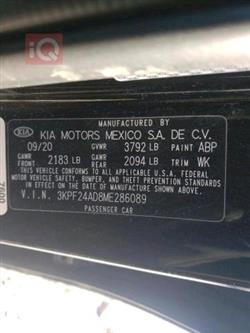 iQ
MANUFACTURED BY
KIA KIA MOTORS MEXICO S.A. DE C.V.
09/20 GVWR 3792 LB PAINT ABP
GAWR FRONT 2183 LB GAWR REAR 2094 LB TRIM WK
THIS VEHICLE CONFORMS TO ALL APPLICABLE U.S.A. FEDERAL
MOTOR VEHICLE SAFETY, BUMPER, AND THEFT PREVENTION STANDARDS
IN EFFECT ON THE DATE OF MANUFACTURE SHOWN ABOVE.
V.I.N. 3KPF24AD8ME286089
PASSENGER CAR